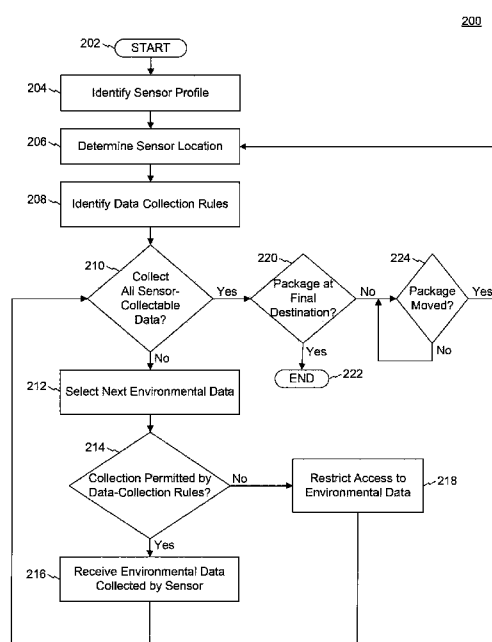 200
202
START
204
Identify Sensor Profile
206
Determine Sensor Location
208
Identify Data Collection Rules
210
Collect
All Sensor-
Collectable
Data?
Yes
No
220
Package at
Final
Destination?
No
Yes
END
222
224
Package
Moved?
Yes
No
212
Select Next Environmental Data
214
Collection Permitted by
Data-Collection Rules?
No
Yes
Restrict Access to
Environmental Data
218
216
Receive Environmental Data
Collected by Sensor